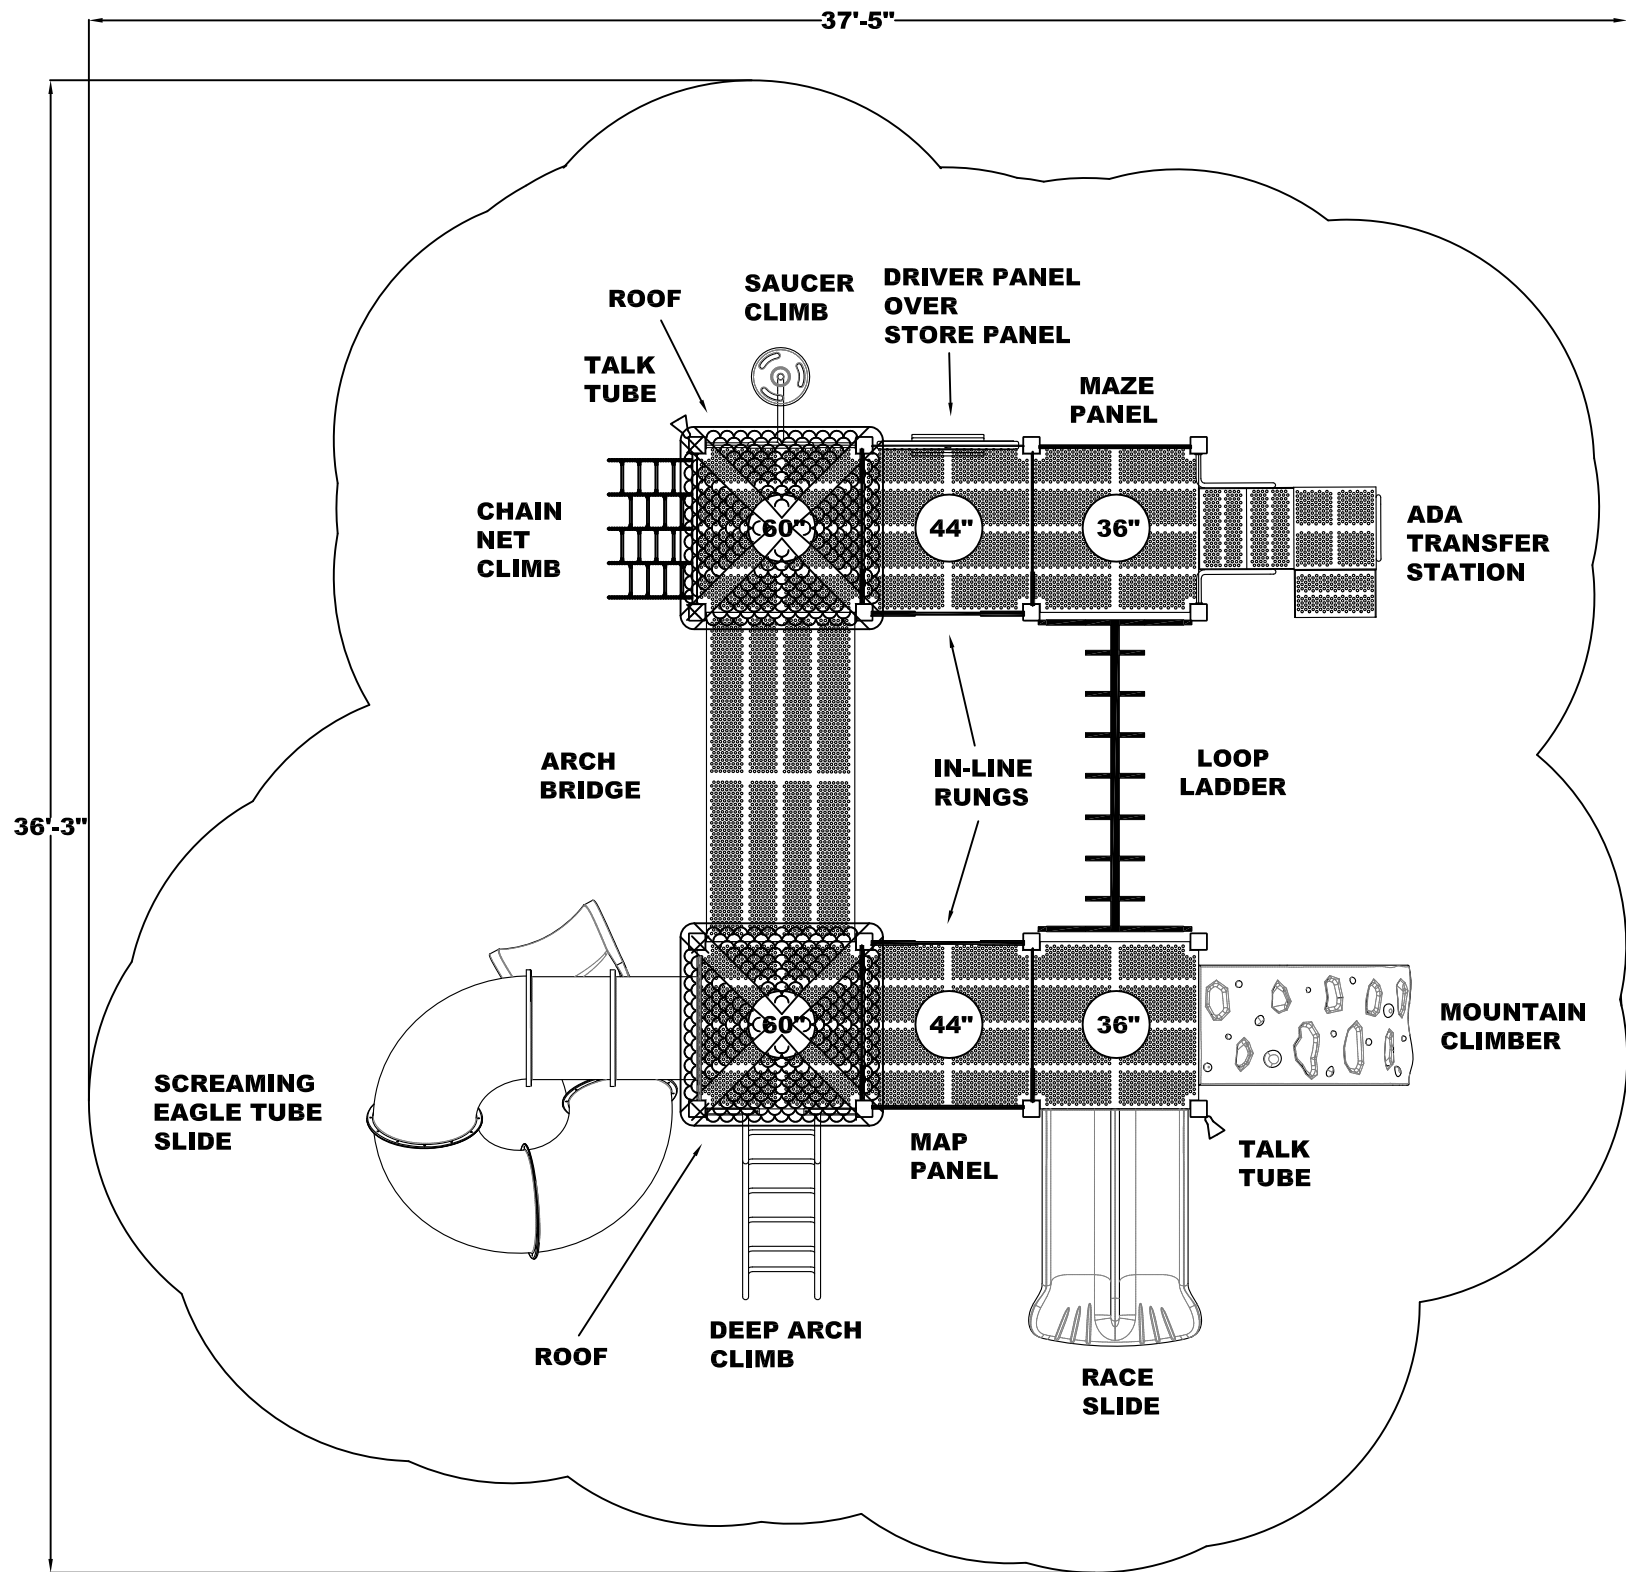 37'-5"
SAUCER
CLIMB
DRIVER PANEL
OVER
STORE PANEL
ROOF
TALK
TUBE
MAZE
PANEL
CHAIN
NET
CLIMB
60"
44"
36"
ADA
TRANSFER
STATION
ARCH
BRIDGE
IN-LINE
RUNGS
LOOP
LADDER
36'-3"
60"
44"
36"
MOUNTAIN
CLIMBER
SCREAMING
EAGLE TUBE
SLIDE
MAP
PANEL
TALK
TUBE
ROOF
DEEP ARCH
CLIMB
RACE
SLIDE